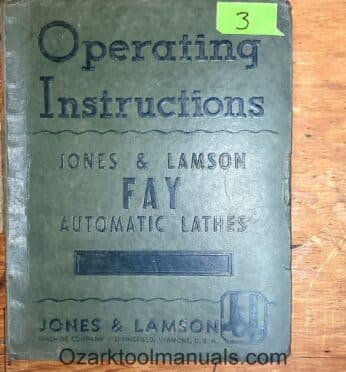 3
Operating
Instructions
JONES & LAMSON
FAY
AUTOMATIC LATHES
JONES & LAMSON
MACHINE COMPANY SPRINGFIELD, VERMONT, U. S. A.
Ozarktoolmanuals.com